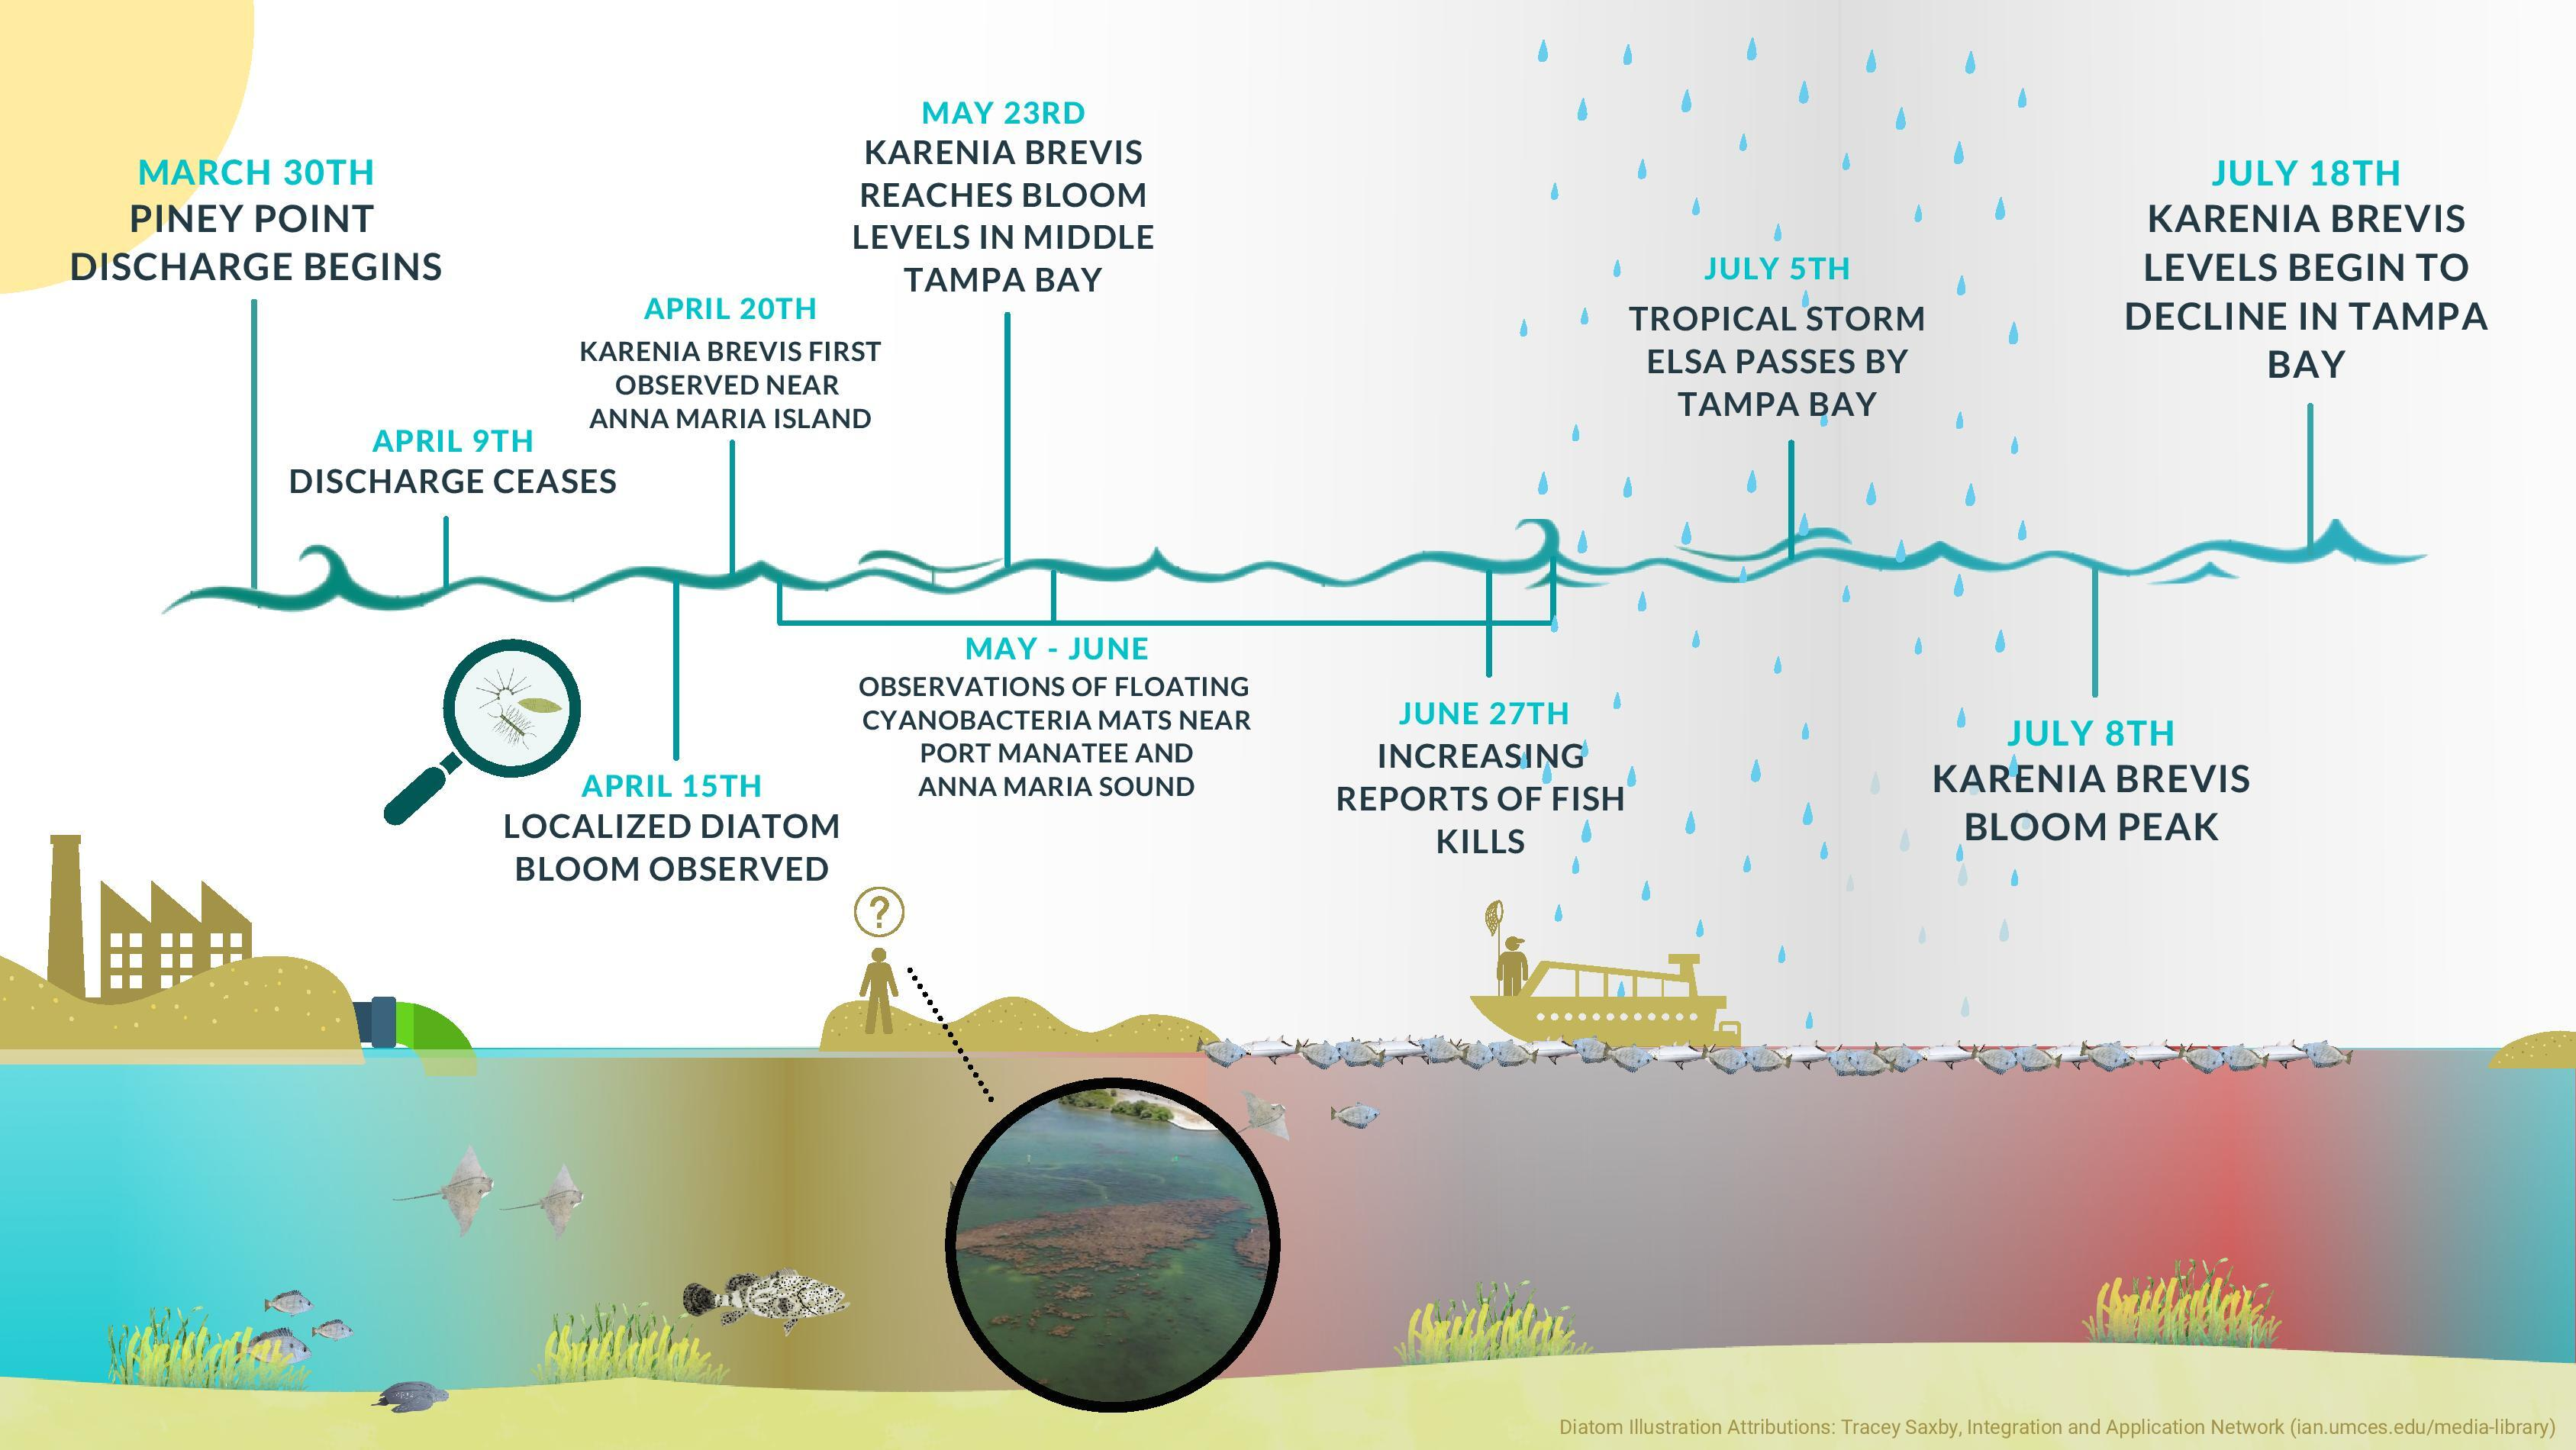 MARCH 30TH
PINEY POINT
DISCHARGE BEGINS
APRIL 9TH
DISCHARGE CEASES
APRIL 15TH
LOCALIZED DIATOM
BLOOM OBSERVED
APRIL 20TH
KARENIA BREVIS FIRST
OBSERVED NEAR
ANNA MARIA ISLAND
MAY 23RD
KARENIA BREVIS
REACHES BLOOM
LEVELS IN MIDDLE
TAMPA BAY
MAY - JUNE
OBSERVATIONS OF FLOATING
CYANOBACTERIA MATS NEAR
PORT MANATEE AND
ANNA MARIA SOUND
JUNE 27TH
INCREASING
REPORTS OF FISH
KILLS
JULY 5TH
TROPICAL STORM
ELSA PASSES BY
TAMPA BAY
JULY 8TH
KARENIA BREVIS
BLOOM PEAK
JULY 18TH
KARENIA BREVIS
LEVELS BEGIN TO
DECLINE IN TAMPA
BAY
?
Diatom Illustration Attributions: Tracey Saxby, Integration and Application Network (ian.umces.edu/media-library)